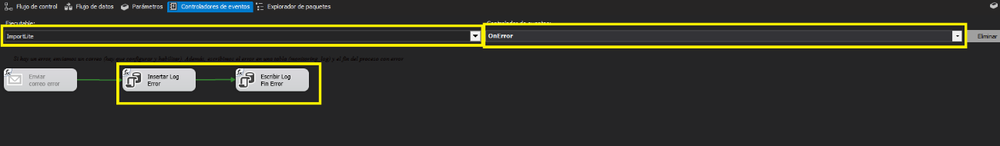 Flujo de control Flujo de datos Parámetros Controladores de eventos Explorador de paquetes
Ejecutable: Controlador de eventos:
ImportLite OnError Eliminar
Si hay un error, enviamos un correo (hay que configurar y habilitar). Además, escribimos el error en una tabla (monitoring_log) y el fin del proceso con error
Enviar
correo error
Insertar Log
Error
Escribir Log
Fin Error